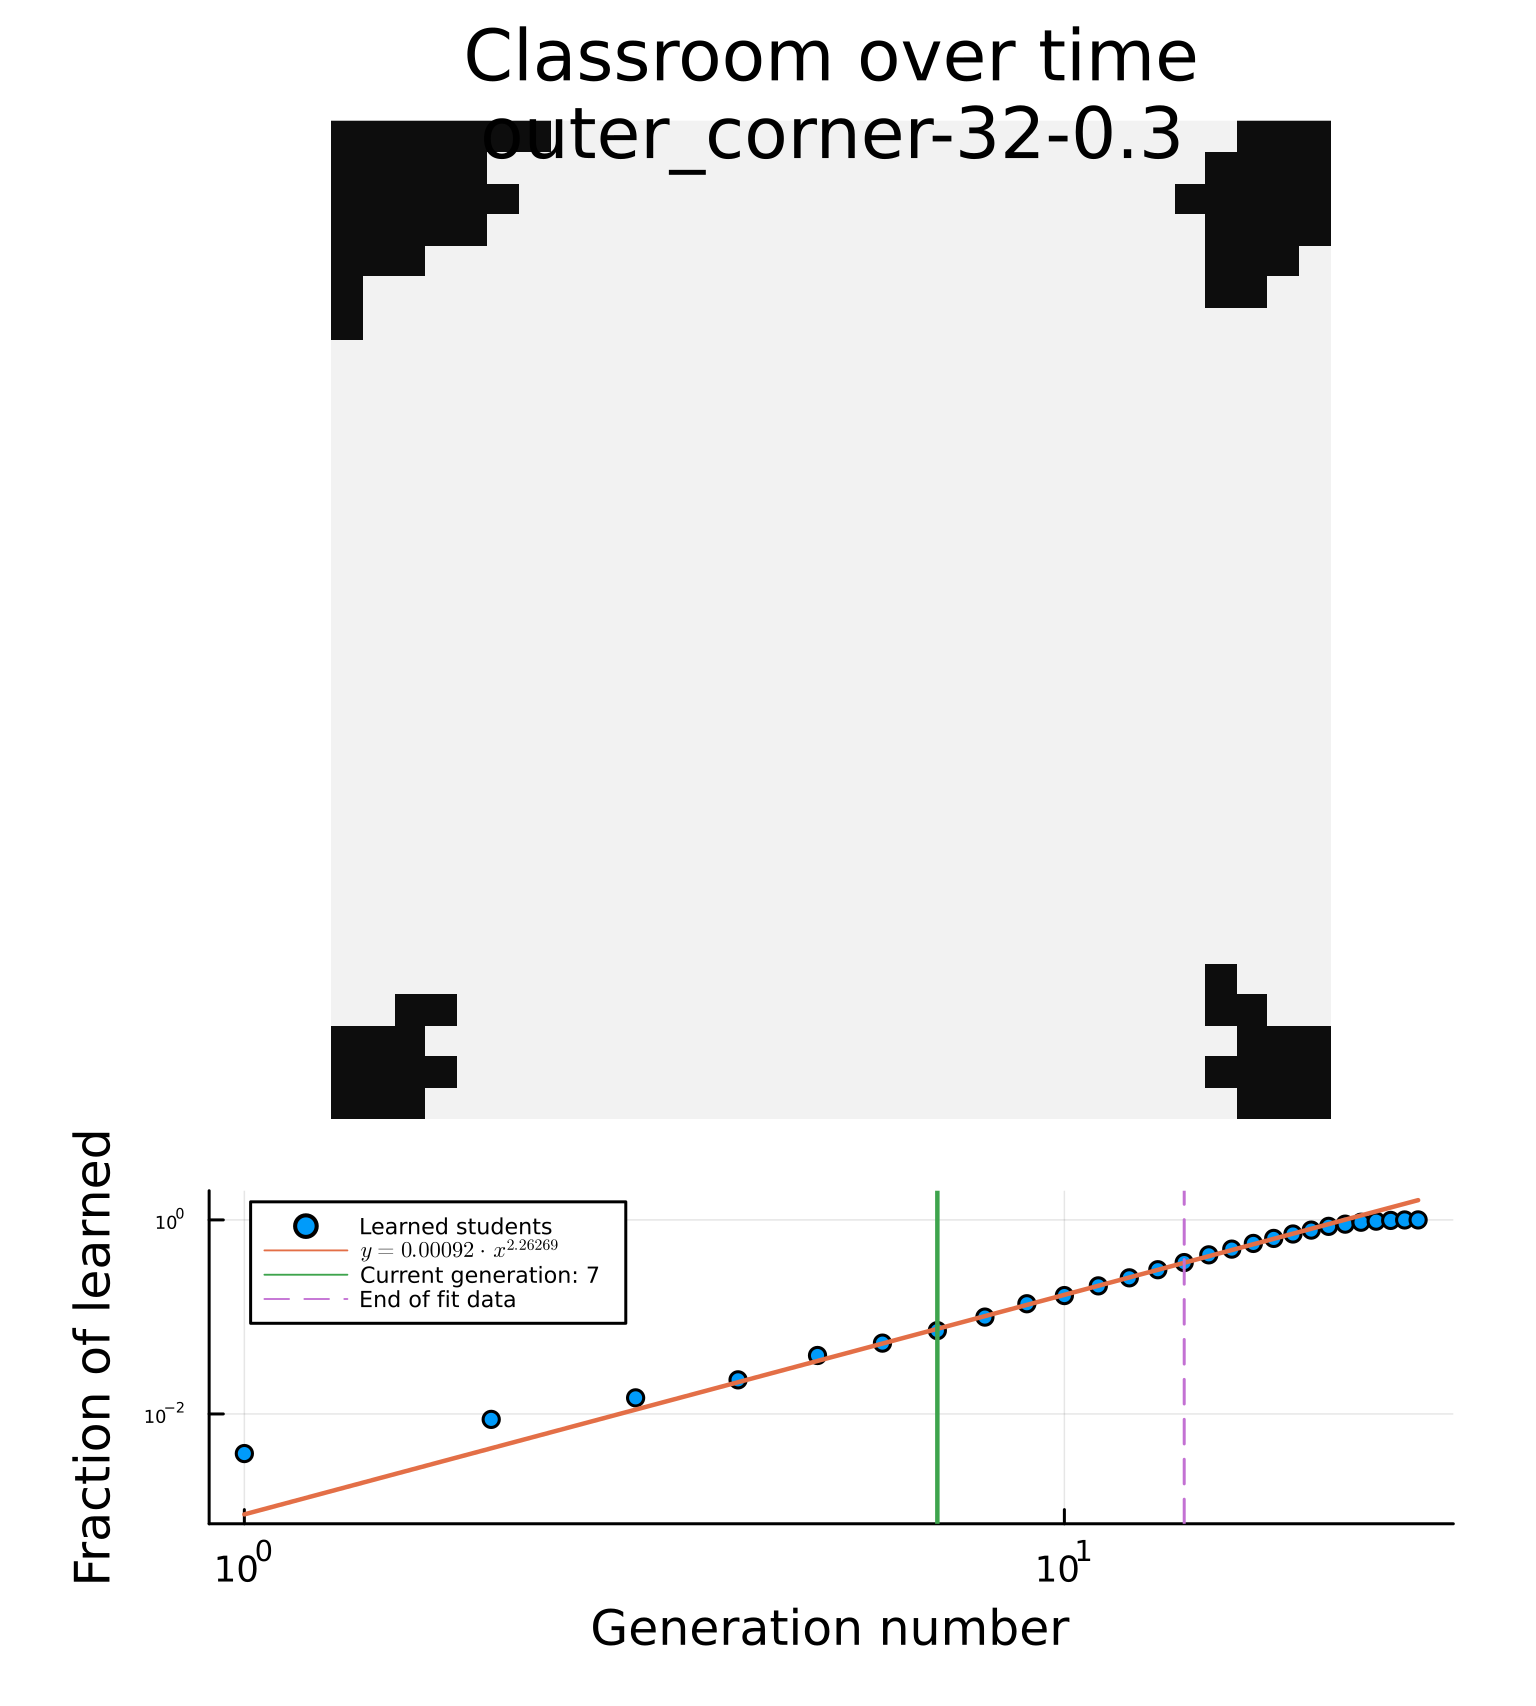 Classroom over time
outer_corner-32-0.3
Fraction of learned
10^0
10^-2
Learned students
y = 0.00092 · x^2.26269
Current generation: 7
End of fit data
10^0
10^1
Generation number